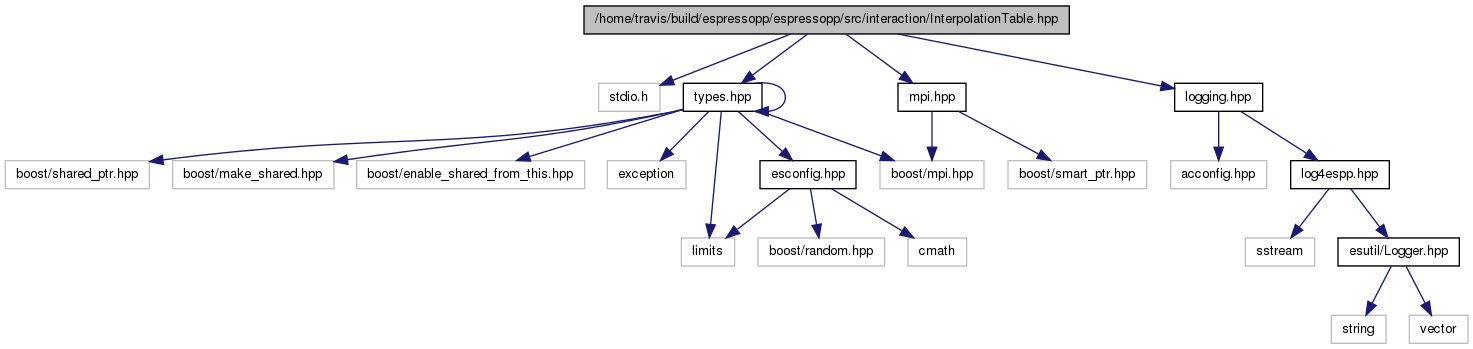 /home/travis/build/espressopp/espressopp/src/interaction/InterpolationTable.hpp
stdio.h
types.hpp
mpi.hpp
logging.hpp
boost/shared_ptr.hpp
boost/make_shared.hpp
boost/enable_shared_from_this.hpp
exception
esconfig.hpp
boost/mpi.hpp
boost/smart_ptr.hpp
acconfig.hpp
log4espp.hpp
limits
boost/random.hpp
cmath
sstream
esutil/Logger.hpp
string
vector